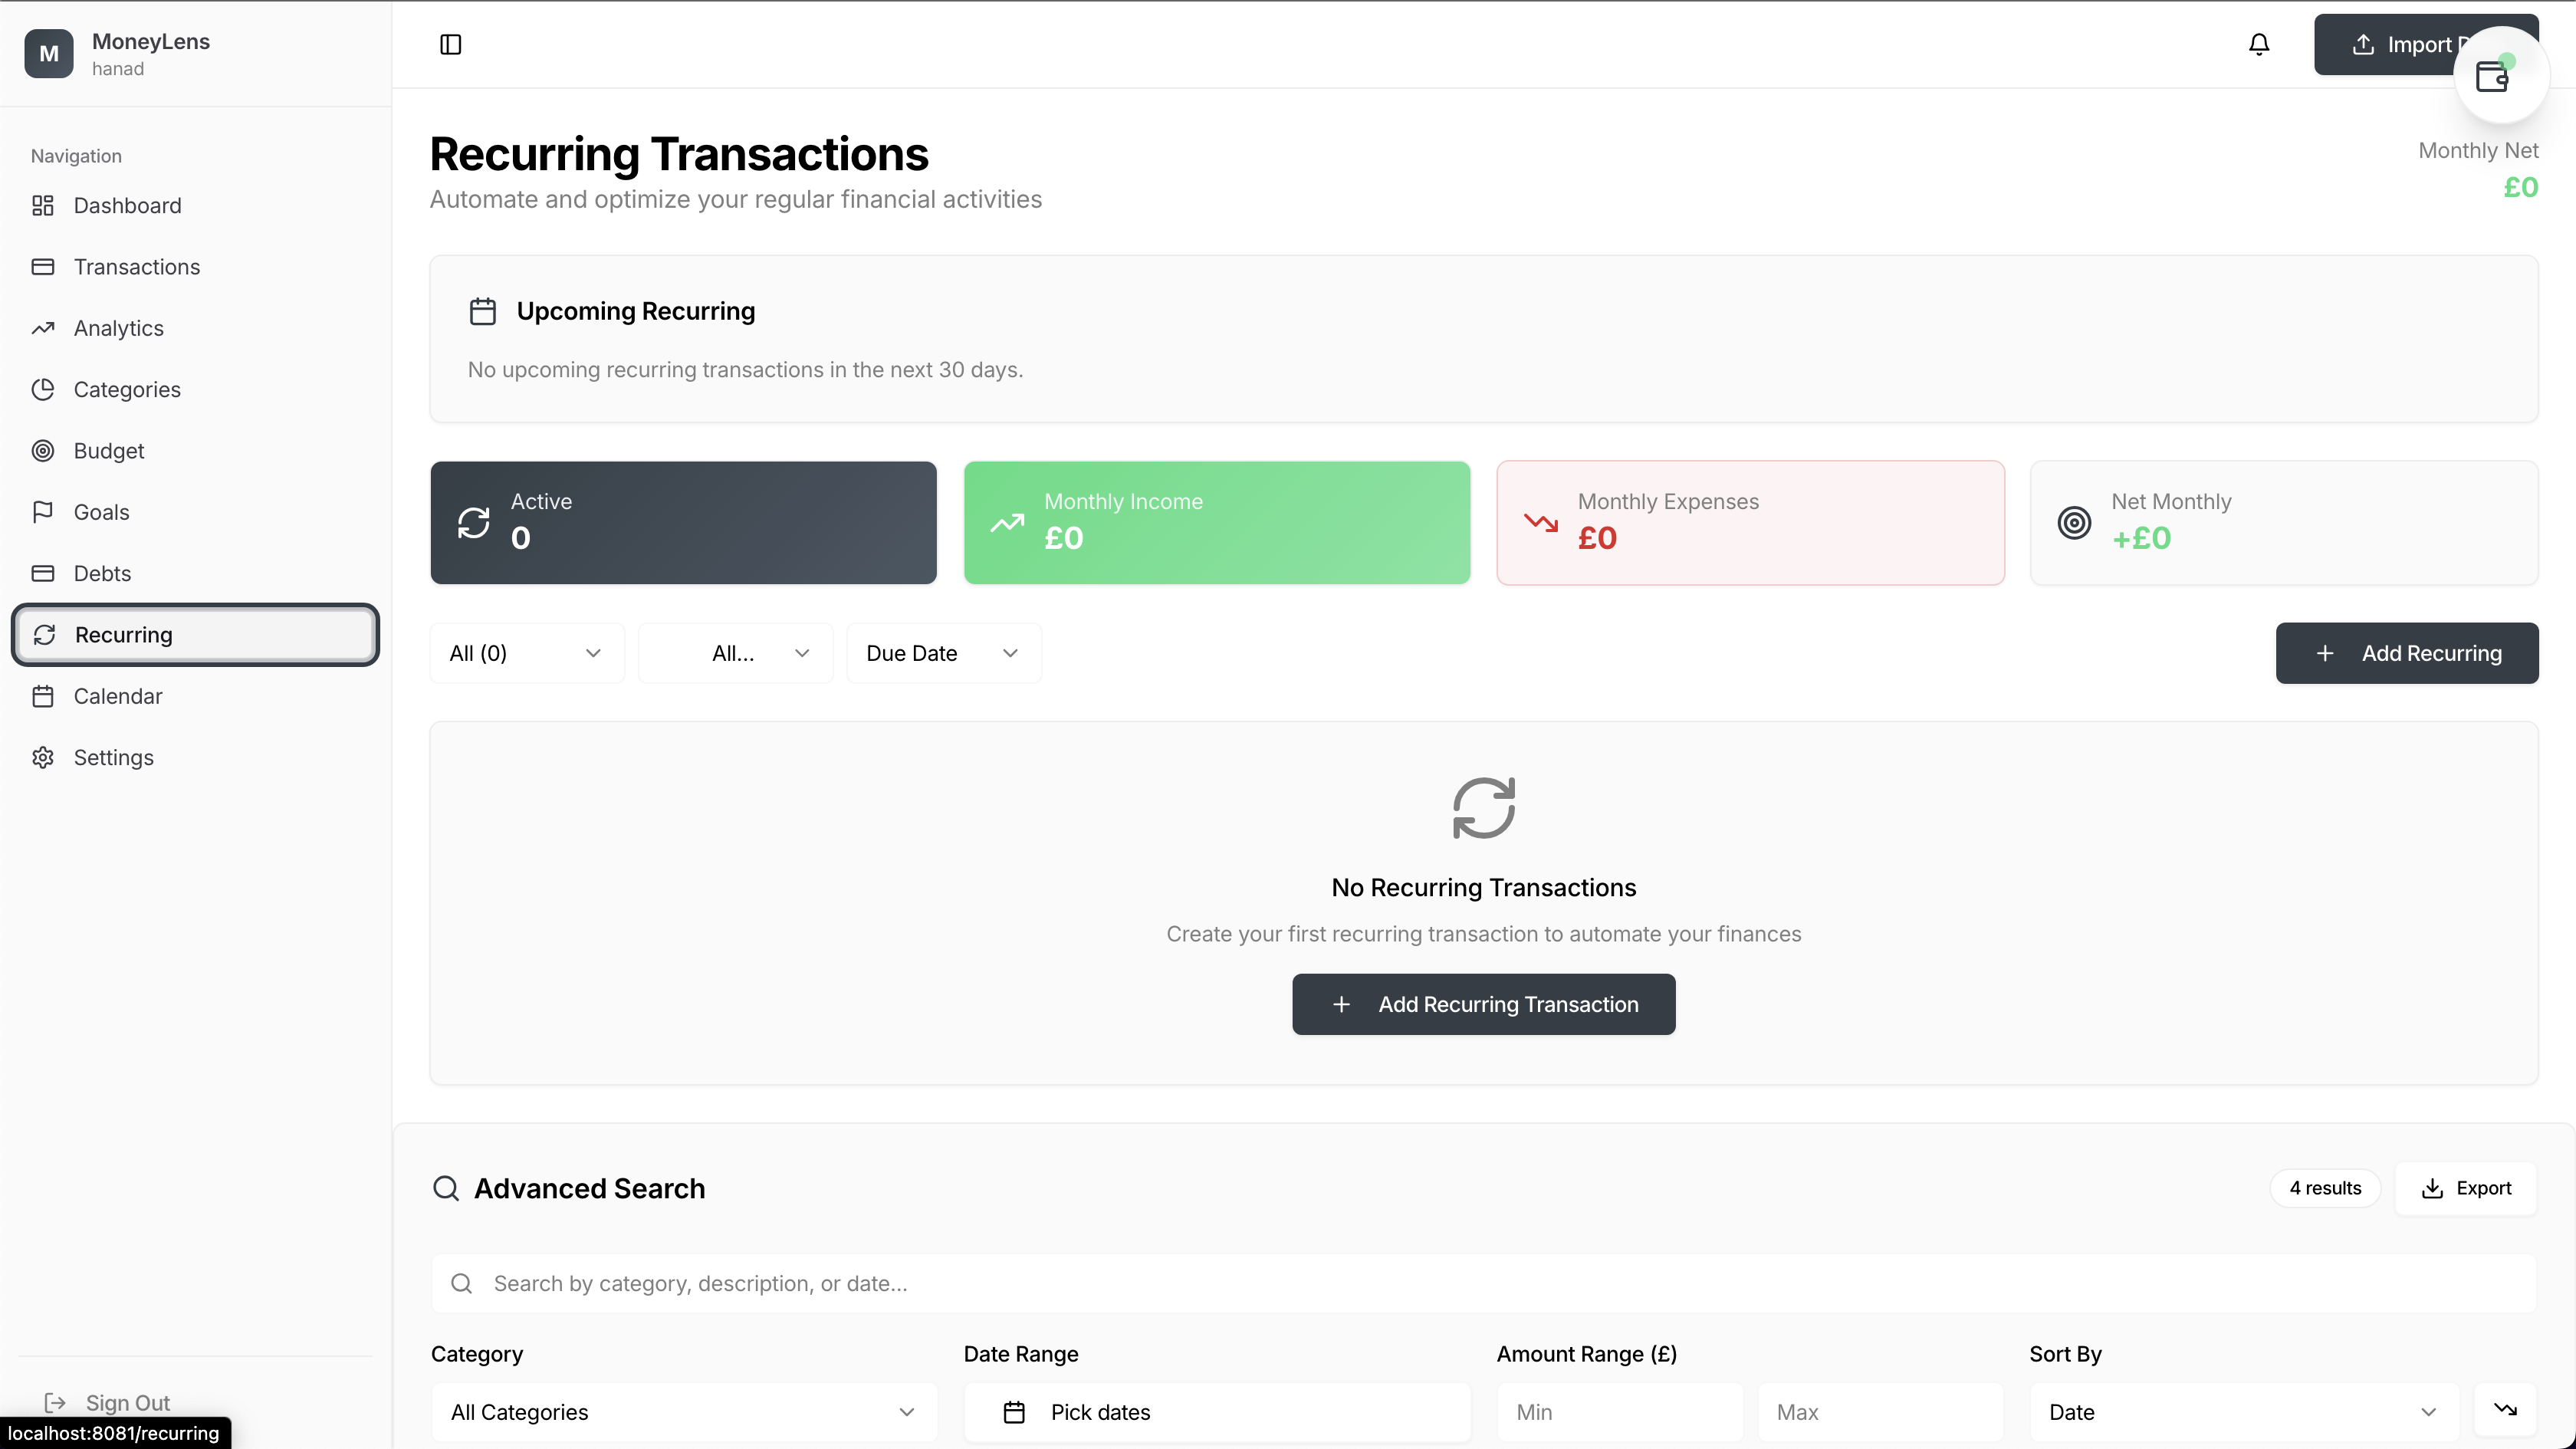 M
MoneyLens
hanad
Navigation
Dashboard
Transactions
Analytics
Categories
Budget
Goals
Debts
Recurring
Calendar
Settings
Sign Out
localhost:8081/recurring
Import
Recurring Transactions
Automate and optimize your regular financial activities
Monthly Net
£0
Upcoming Recurring
No upcoming recurring transactions in the next 30 days.
Active
0
Monthly Income
£0
Monthly Expenses
£0
Net Monthly
+£0
All (0)
All...
Due Date
Add Recurring
No Recurring Transactions
Create your first recurring transaction to automate your finances
Add Recurring Transaction
Advanced Search
4 results
Export
Search by category, description, or date...
Category
Date Range
Amount Range (£)
Sort By
All Categories
Pick dates
Min
Max
Date